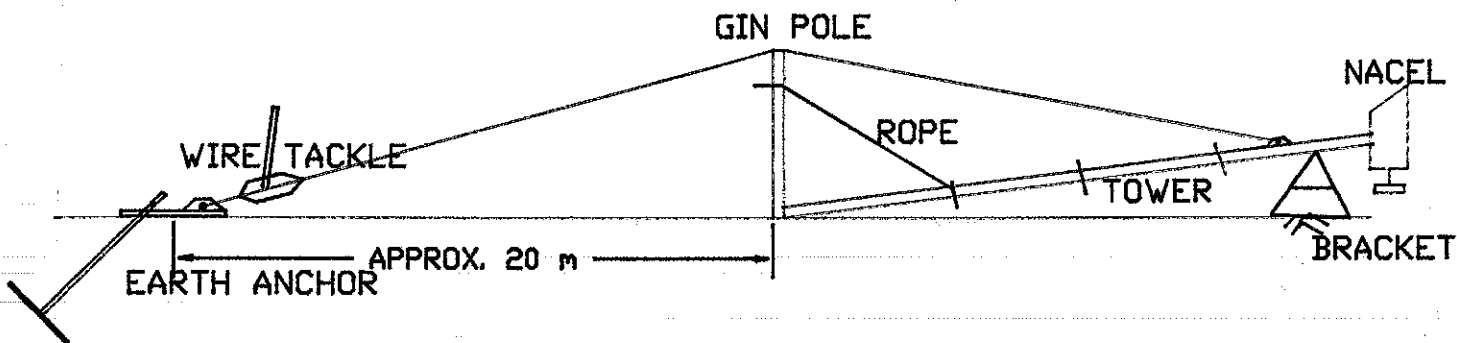 GIN POLE
NACEL
ROPE
WIRE TACKLE
TOWER
BRACKET
APPROX. 20 m
EARTH ANCHOR